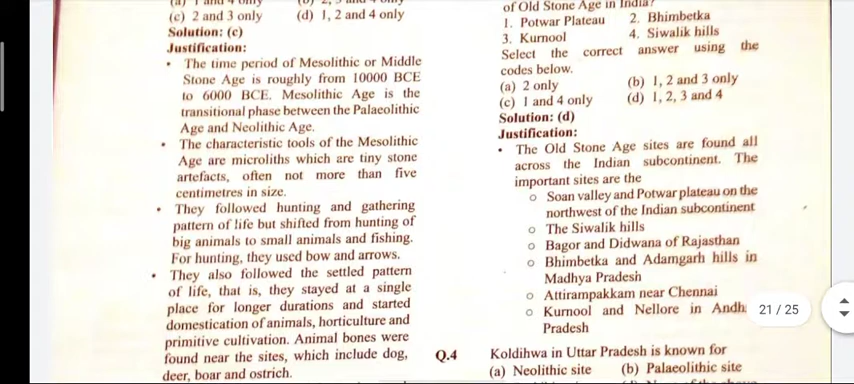 (c) 2 and 3 only (d) 1, 2 and 4 only
Solution: (c)
Justification:
• The time period of Mesolithic or Middle
Stone Age is roughly from 10000 BCE
to 6000 BCE. Mesolithic Age is the
transitional phase between the Palaeolithic
Age and Neolithic Age.
• The characteristic tools of the Mesolithic
Age are microliths which are tiny stone
artefacts, often not more than five
centimetres in size.
• They followed hunting and gathering
pattern of life but shifted from hunting of
big animals to small animals and fishing.
For hunting, they used bow and arrows.
• They also followed the settled pattern
of life, that is, they stayed at a single
place for longer durations and started
domestication of animals, horticulture and
primitive cultivation. Animal bones were
found near the sites, which include dog,
deer, boar and ostrich.
of Old Stone Age in India?
1. Potwar Plateau 2. Bhimbetka
3. Kurnool 4. Siwalik hills
Select the correct answer using the
codes below.
(a) 2 only (b) 1, 2 and 3 only
(c) 1 and 4 only (d) 1, 2, 3 and 4
Solution: (d)
Justification:
• The Old Stone Age sites are found all
across the Indian subcontinent. The
important sites are the
o Soan valley and Potwar plateau on the
northwest of the Indian subcontinent
o The Siwalik hills
o Bagor and Didwana of Rajasthan
o Bhimbetka and Adamgarh hills in
Madhya Pradesh
o Attirampakkam near Chennai
o Kurnool and Nellore in Andh
Pradesh
21 / 25
Q.4 Koldihwa in Uttar Pradesh is known for
(a) Neolithic site (b) Palaeolithic site